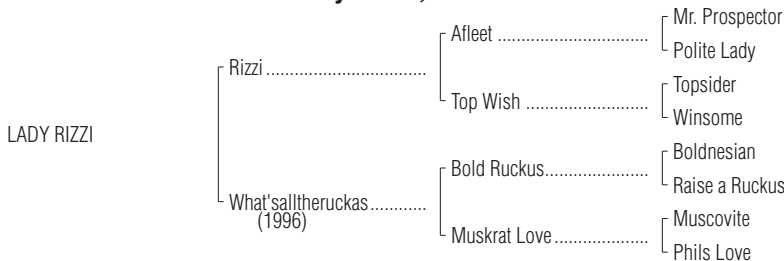 Mr. Prospector
Afleet ..........................................
Polite Lady
Rizzi ..................................
Topsider
Top Wish ..................................
Winsome
LADY RIZZI
Boldnesian
Bold Ruckus.......................
Raise a Ruckus
What'salltheruckas............
(1996)
Muscovite
Muskrat Love.....................
Phils Love